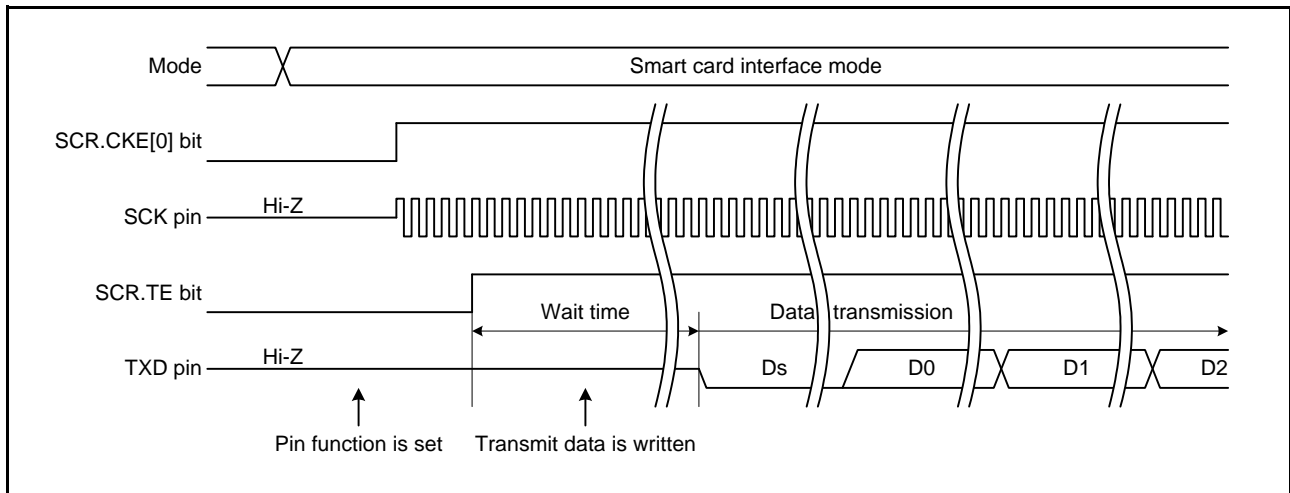 Mode
Smart card interface mode
SCR.CKE[0] bit
SCK pin
Hi-Z
SCR.TE bit
Wait time
Data transmission
TXD pin
Hi-Z
Ds
D0
D1
D2
Pin function is set
Transmit data is written